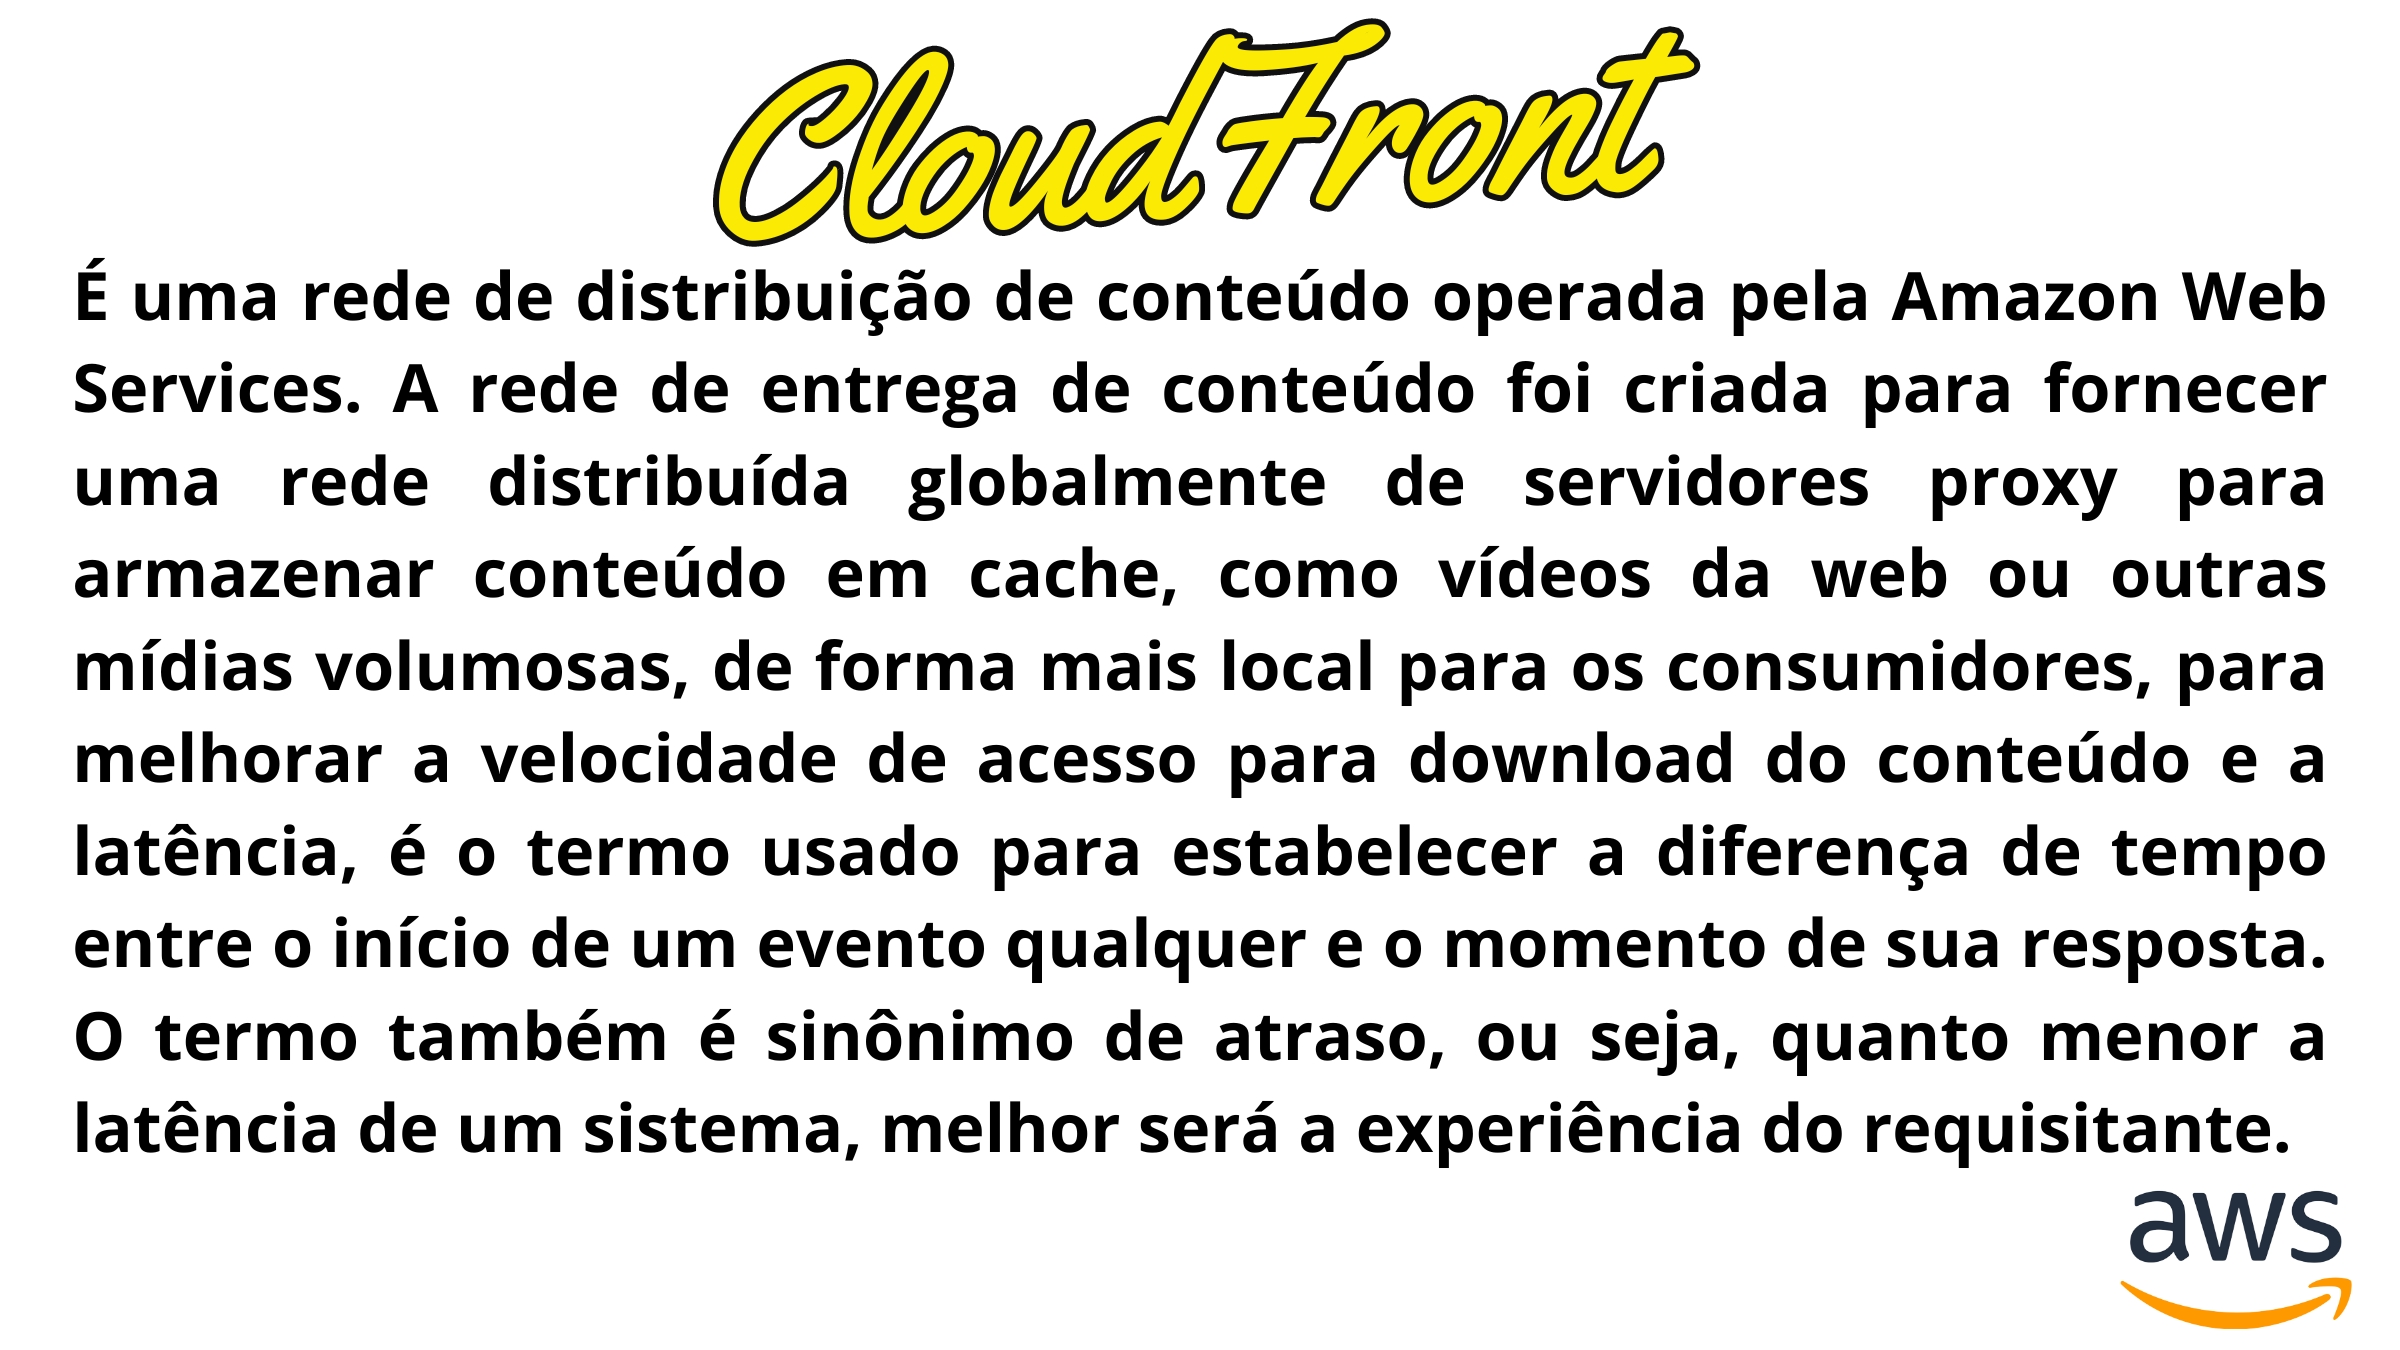 CloudFront
É uma rede de distribuição de conteúdo operada pela Amazon Web
Services. A rede de entrega de conteúdo foi criada para fornecer
uma rede distribuída globalmente de servidores proxy para
armazenar conteúdo em cache, como vídeos da web ou outras
mídias volumosas, de forma mais local para os consumidores, para
melhorar a velocidade de acesso para download do conteúdo e a
latência, é o termo usado para estabelecer a diferença de tempo
entre o início de um evento qualquer e o momento de sua resposta.
O termo também é sinônimo de atraso, ou seja, quanto menor a
latência de um sistema, melhor será a experiência do requisitante.
aws